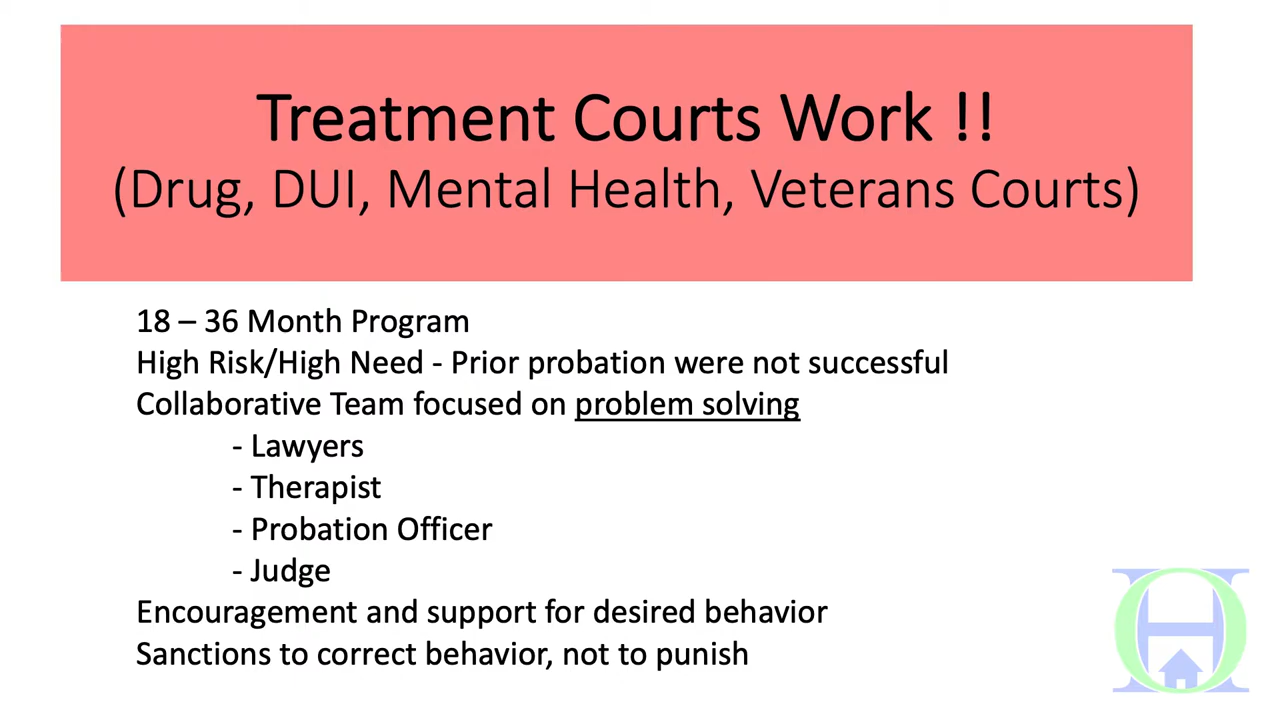 Treatment Courts Work !!
(Drug, DUI, Mental Health, Veterans Courts)
18 – 36 Month Program
High Risk/High Need - Prior probation were not successful
Collaborative Team focused on problem solving
- Lawyers
- Therapist
- Probation Officer
- Judge
Encouragement and support for desired behavior
Sanctions to correct behavior, not to punish
HO